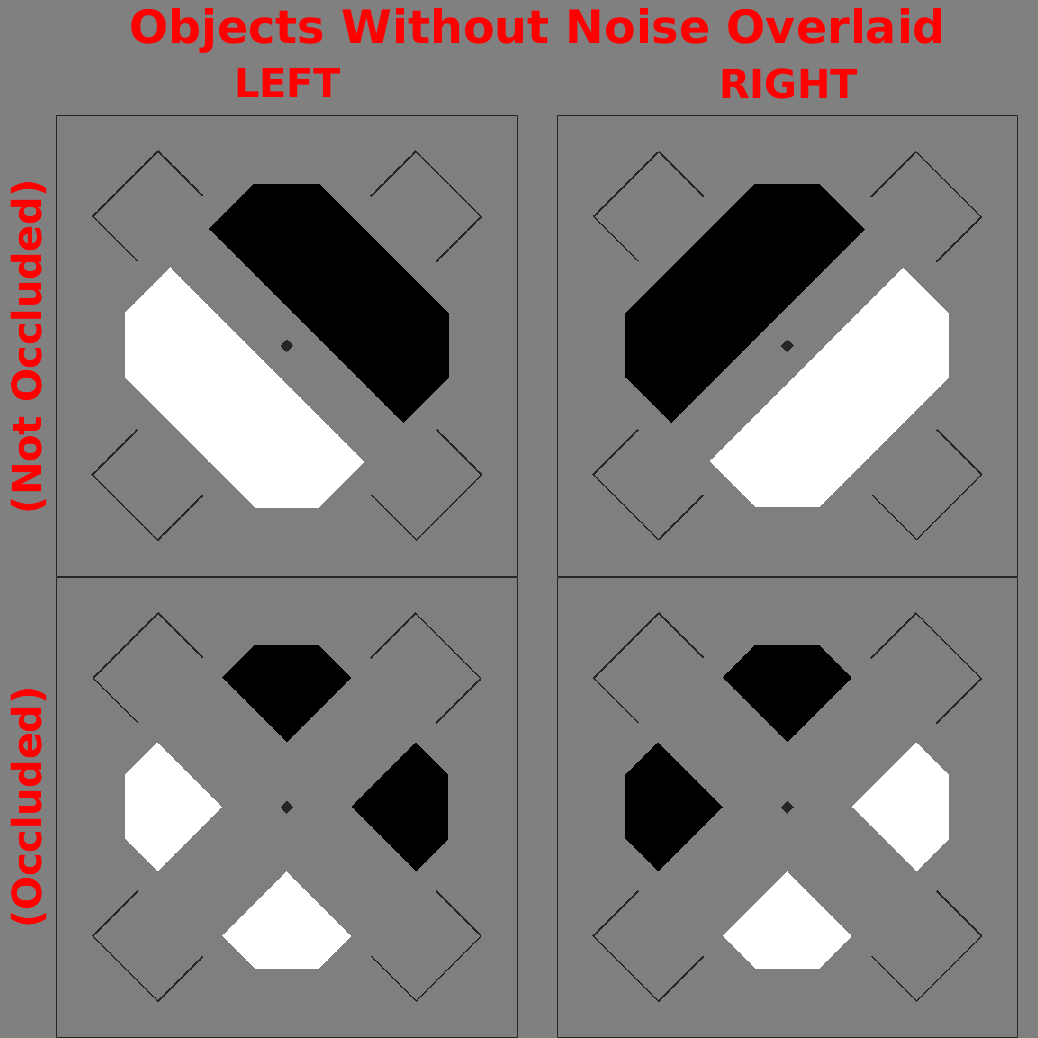 Objects Without Noise Overlaid
LEFT
RIGHT
(Not Occluded)
(Occluded)